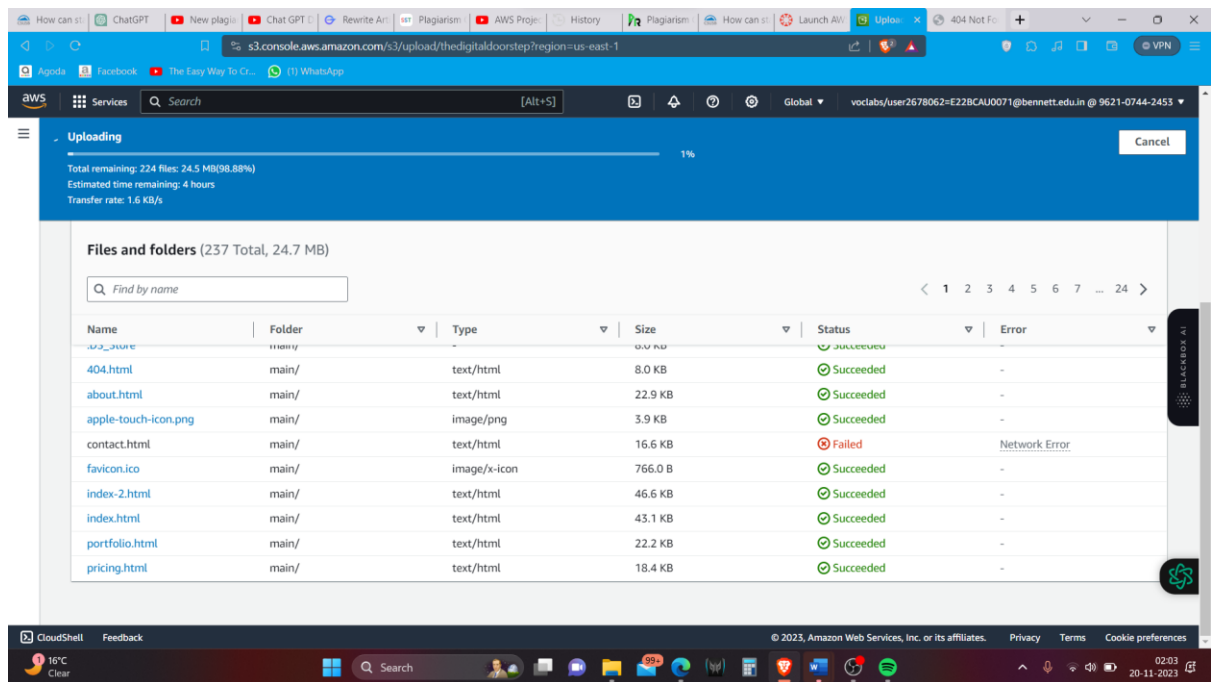 How can st
ChatGPT
New plagia
Chat GPT D
Rewrite Art
Plagiarism
AWS Projec
History
Plagiarism
How can st
Launch AW
Upload
404 Not Fo
s3.console.aws.amazon.com/s3/upload/thedigitaldoorstep?region=us-east-1
VPN
Agoda
Facebook
The Easy Way To Cr...
(1) WhatsApp
aws
Services
Search
[Alt+S]
Global
voclabs/user2678062=E22BCAU0071@bennett.edu.in @ 9621-0744-2453
Uploading
1%
Cancel
Total remaining: 224 files: 24.5 MB(98.88%)
Estimated time remaining: 4 hours
Transfer rate: 1.6 KB/s
Files and folders (237 Total, 24.7 MB)
Find by name
1 2 3 4 5 6 7 ... 24
Name Folder Type Size Status Error
.DS_Store main/ - 8.0 KB Succeeded -
404.html main/ text/html 8.0 KB Succeeded -
about.html main/ text/html 22.9 KB Succeeded -
apple-touch-icon.png main/ image/png 3.9 KB Succeeded -
contact.html main/ text/html 16.6 KB Failed Network Error
favicon.ico main/ image/x-icon 766.0 B Succeeded -
index-2.html main/ text/html 46.6 KB Succeeded -
index.html main/ text/html 43.1 KB Succeeded -
portfolio.html main/ text/html 22.2 KB Succeeded -
pricing.html main/ text/html 18.4 KB Succeeded -
BLACKBOX AI
CloudShell Feedback
© 2023, Amazon Web Services, Inc. or its affiliates. Privacy Terms Cookie preferences
1
16°C
Clear
Search
99+
02:03
20-11-2023